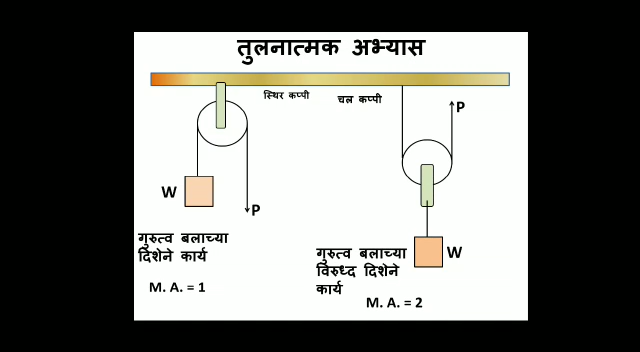 तुलनात्मक अभ्यास
स्थिर कप्पी
चल कप्पी
P
W
P
गुरुत्व बलाच्या
दिशेने कार्य
M. A. = 1
गुरुत्व बलाच्या
विरुध्द दिशेने
कार्य
W
M. A. = 2